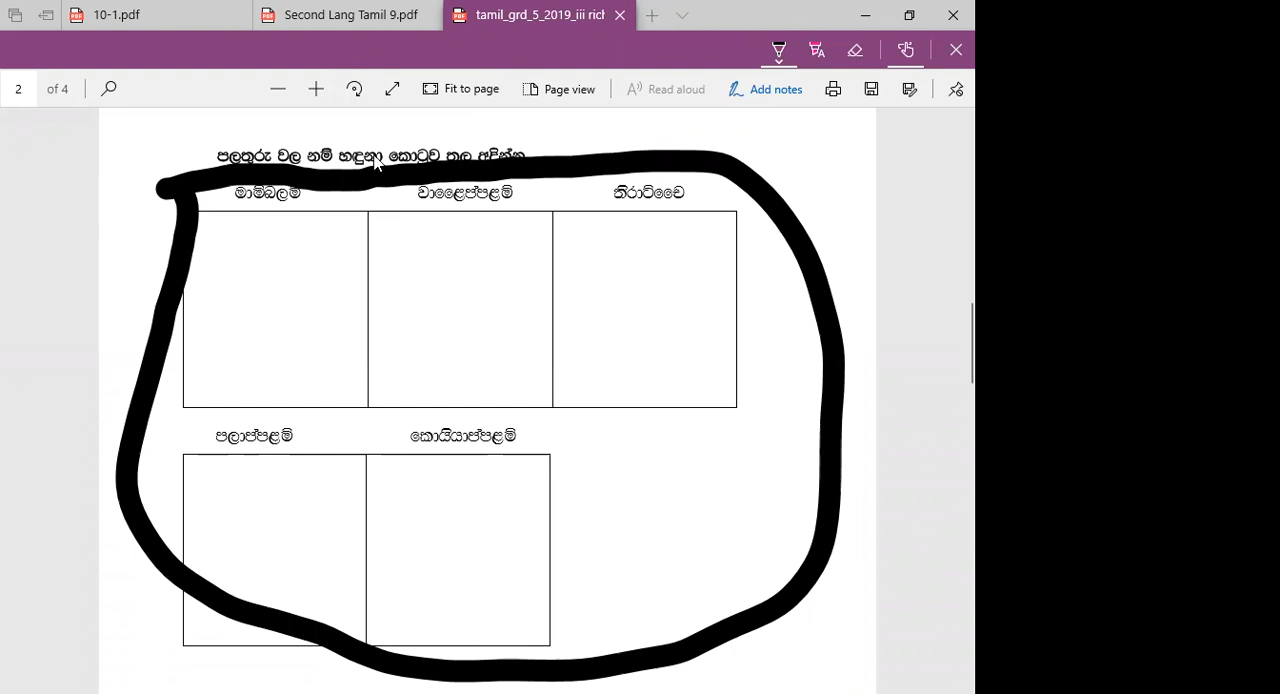 10-1.pdf
Second Lang Tamil 9.pdf
tamil_grd_5_2019_iii rich
2 of 4
Fit to page
Page view
Read aloud
Add notes
පලතුරු වල නම් හඳුනා කොටුව තුල අඳින්න
මාම්බලම් වාළෛප්පළම් තිරාට්චෛ
පලාප්පළම් කොයියාප්පළම්